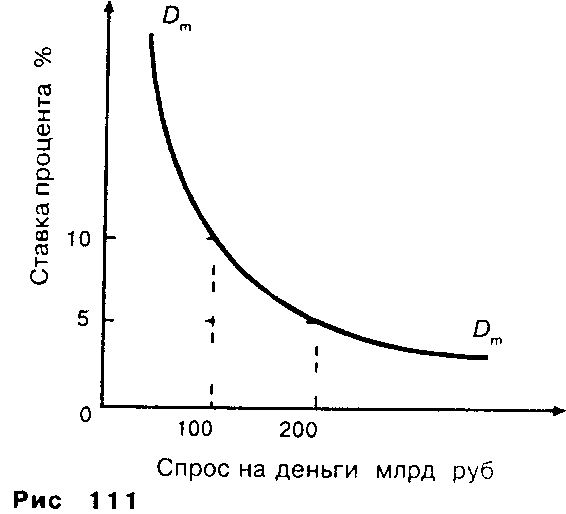 Dm
Ставка процента %
10
5
Dm
0
100
200
Спрос на деньги млрд руб
Рис 111